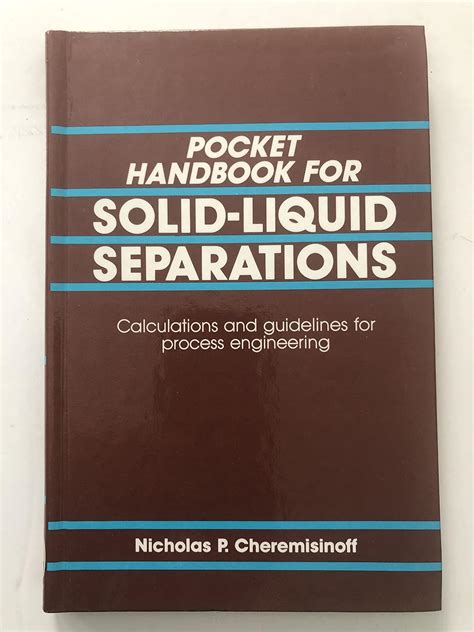 POCKET
HANDBOOK FOR
SOLID-LIQUID
SEPARATIONS
Calculations and guidelines for
process engineering
Nicholas P. Cheremisinoff